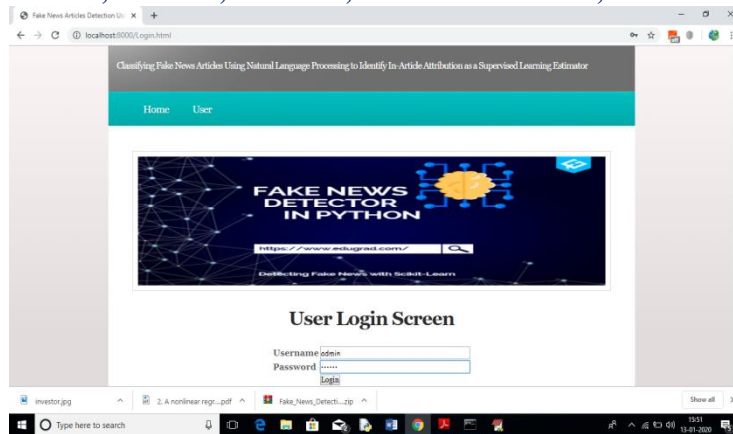 Fake News Articles Detection Us
localhost:8000/Login.html
Classifying Fake News Articles Using Natural Language Processing to Identify In-Article Attribution as a Supervised Learning Estimator
Home User
FAKE NEWS
DETECTOR
IN PYTHON
https://www.edugrad.com/
Detecting Fake News with Scikit-Learn
User Login Screen
Username admin
Password ······
Login
investor.jpg 2. A nonlinear regr....pdf Fake_News_Detecti....zip Show all
Type here to search 15:51
13-01-2020